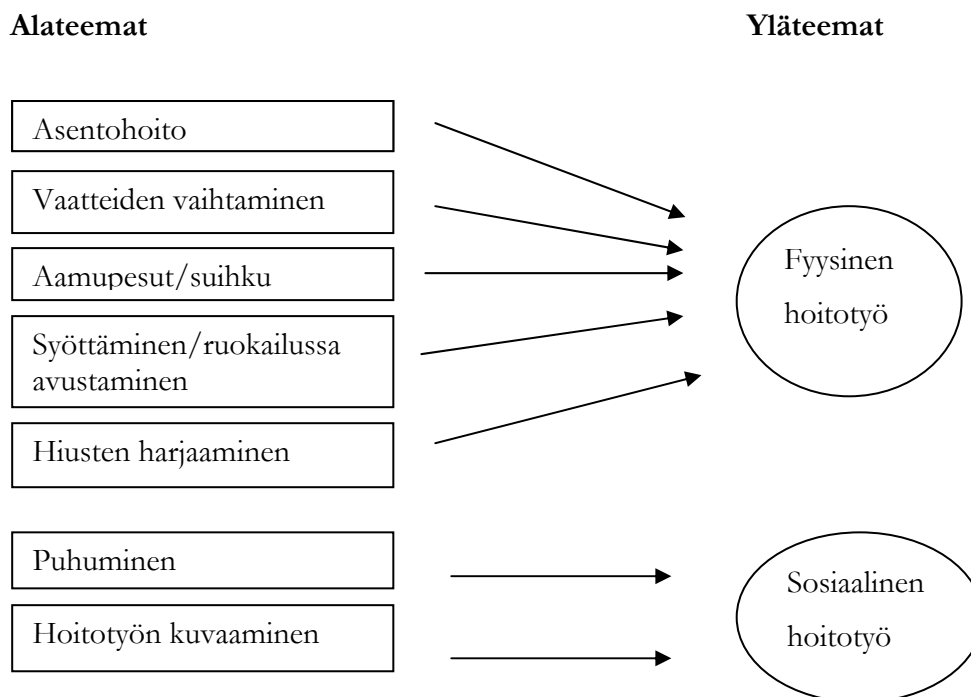 Alateemat
Yläteemat
Asentohoito
Vaatteiden vaihtaminen
Aamupesut/suihku
Syöttäminen/ruokailussa
avustaminen
Hiusten harjaaminen
Fyysinen
hoitotyö
Puhuminen
Hoitotyön kuvaaminen
Sosiaalinen
hoitotyö